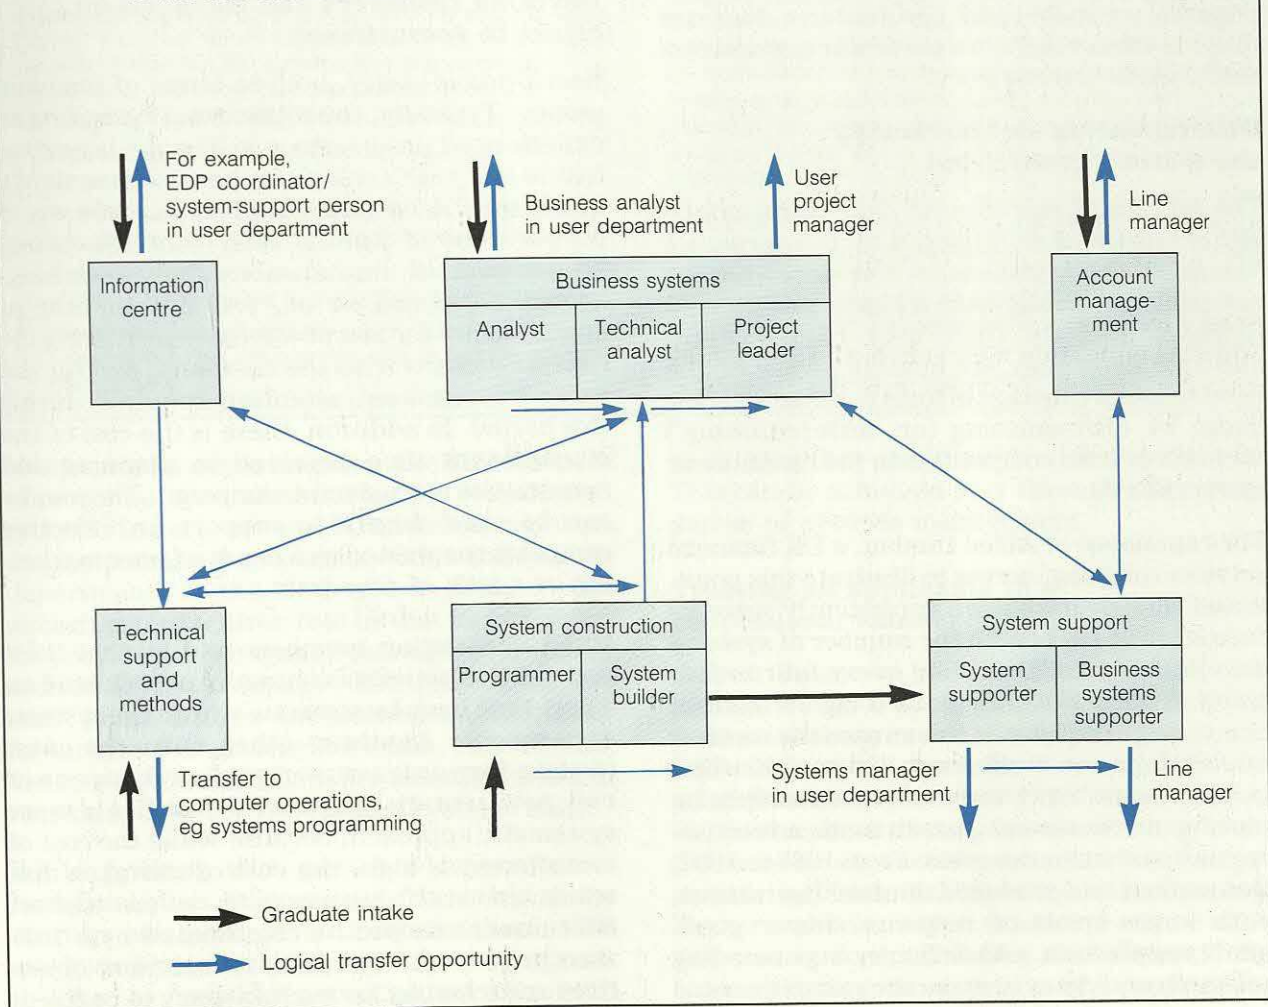 For example,
EDP coordinator/
system-support person
in user department
Business analyst
in user department
User
project
manager
Line
manager
Information
centre
Business systems
Analyst
Technical
analyst
Project
leader
Account
manage-
ment
Technical
support
and
methods
System construction
Programmer
System
builder
System support
System
supporter
Business
systems
supporter
Transfer to
computer operations,
eg systems programming
Systems manager
in user department
Line
manager
Graduate intake
Logical transfer opportunity